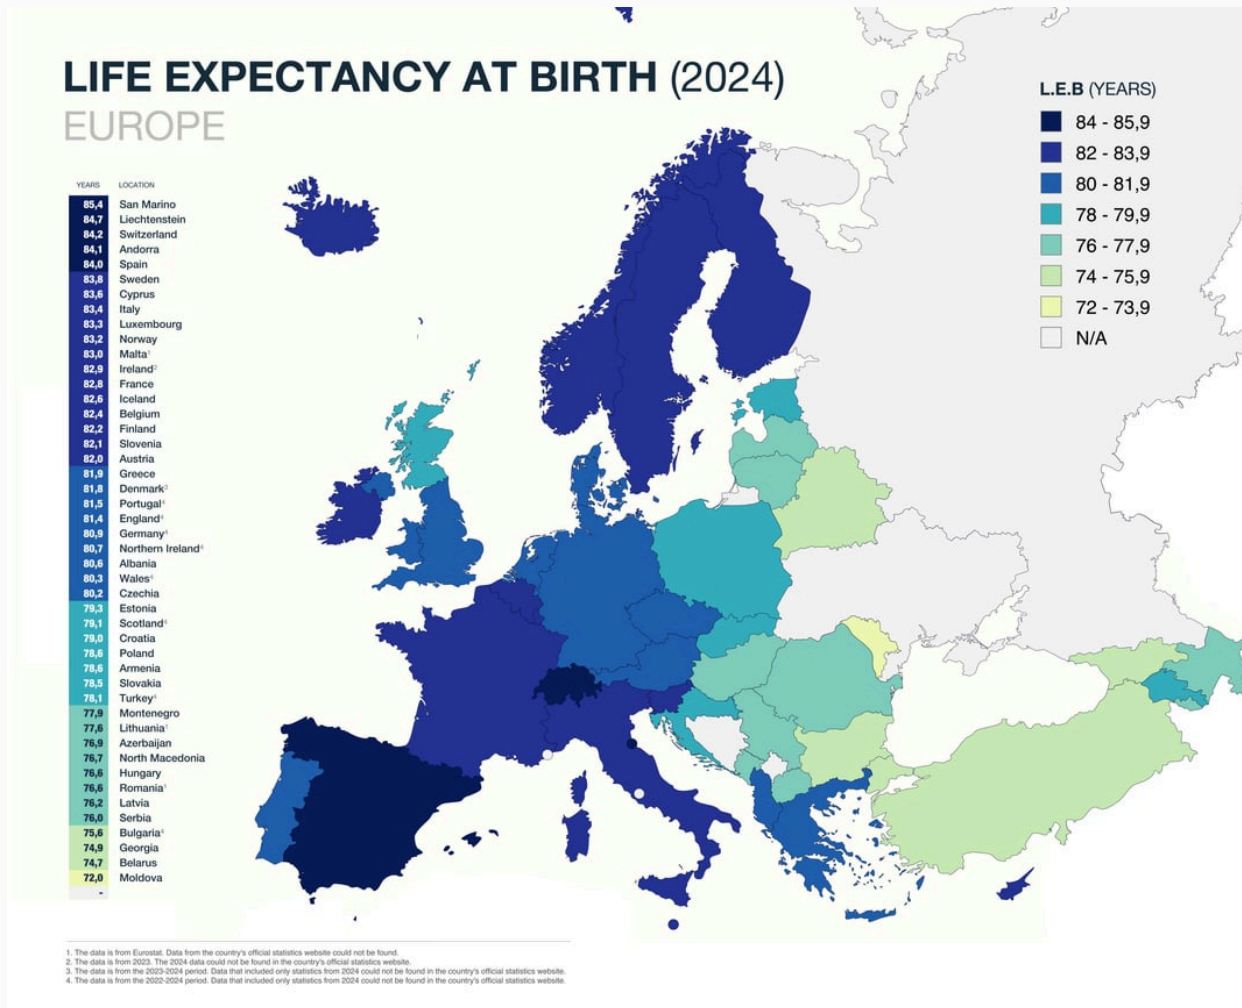 LIFE EXPECTANCY AT BIRTH (2024)
EUROPE
YEARS LOCATION
85,4 San Marino
84,7 Liechtenstein
84,2 Switzerland
84,1 Andorra
84,0 Spain
83,8 Sweden
83,6 Cyprus
83,4 Italy
83,3 Luxembourg
83,2 Norway
83,0 Malta¹
82,9 Ireland²
82,8 France
82,6 Iceland
82,4 Belgium
82,2 Finland
82,1 Slovenia
82,0 Austria
81,9 Greece
81,8 Denmark³
81,5 Portugal⁴
81,4 England⁴
80,9 Germany⁴
80,7 Northern Ireland⁴
80,6 Albania
80,3 Wales⁴
80,2 Czechia
79,3 Estonia
79,1 Scotland⁴
79,0 Croatia
78,6 Poland
78,6 Armenia
78,5 Slovakia
78,1 Turkey⁴
77,9 Montenegro
77,6 Lithuania¹
76,9 Azerbaijan
76,7 North Macedonia
76,6 Hungary
76,6 Romania¹
76,2 Latvia
76,0 Serbia
75,6 Bulgaria⁴
74,9 Georgia
74,7 Belarus
72,0 Moldova
-
L.E.B (YEARS)
84 - 85,9
82 - 83,9
80 - 81,9
78 - 79,9
76 - 77,9
74 - 75,9
72 - 73,9
N/A
1. The data is from Eurostat. Data from the country's official statistics website could not be found.
2. The data is from 2023. The 2024 data could not be found in the country's official statistics website.
3. The data is from the 2023-2024 period. Data that included only statistics from 2024 could not be found in the country's official statistics website.
4. The data is from the 2022-2024 period. Data that included only statistics from 2024 could not be found in the country's official statistics website.